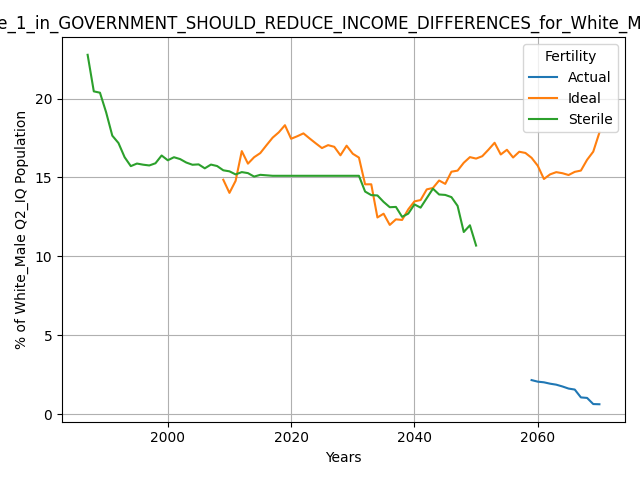 e_1_in_GOVERNMENT_SHOULD_REDUCE_INCOME_DIFFERENCES_for_White_M
Fertility
Actual
Ideal
Sterile
% of White_Male Q2_IQ Population
20
15
10
5
0
2000 2020 2040 2060
Years